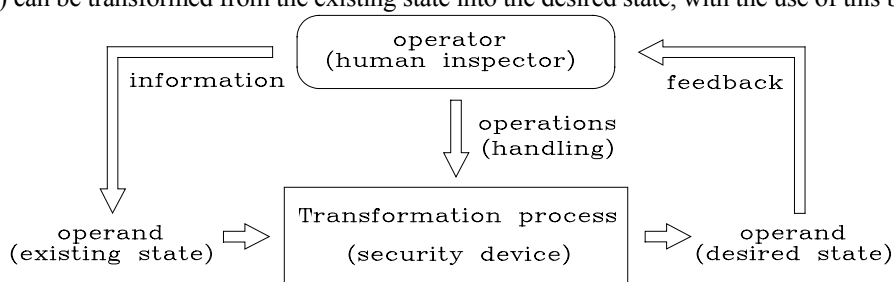 ) can be transformed from the existing state into the desired state, with the use of this b
operator
(human inspector)
information
feedback
operations
(handling)
Transformation process
(security device)
operand
(existing state)
operand
(desired state)